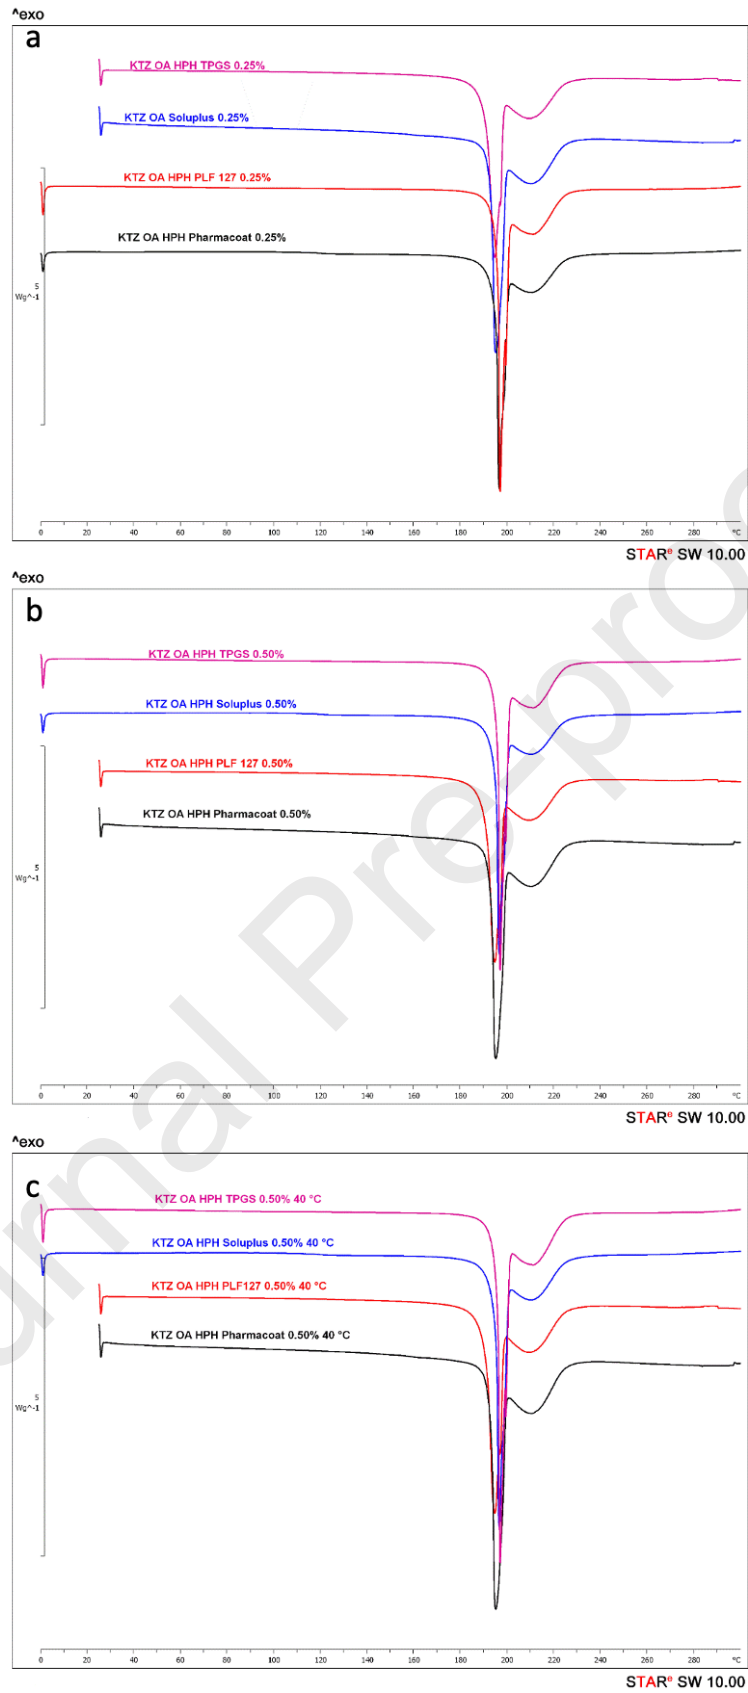 ^exo
a
KTZ OA HPH TPGS 0.25%
KTZ OA Soluplus 0.25%
KTZ OA HPH PLF 127 0.25%
KTZ OA HPH Pharmacoat 0.25%
5
Wg^-1
0 20 40 60 80 100 120 140 160 180 200 220 240 260 280 °C
STARe SW 10.00
^exo
b
KTZ OA HPH TPGS 0.50%
KTZ OA HPH Soluplus 0.50%
KTZ OA HPH PLF 127 0.50%
KTZ OA HPH Pharmacoat 0.50%
5
Wg^-1
0 20 40 60 80 100 120 140 160 180 200 220 240 260 280 °C
STARe SW 10.00
^exo
c
KTZ OA HPH TPGS 0.50% 40 °C
KTZ OA HPH Soluplus 0.50% 40 °C
KTZ OA HPH PLF127 0.50% 40 °C
KTZ OA HPH Pharmacoat 0.50% 40 °C
5
Wg^-1
0 20 40 60 80 100 120 140 160 180 200 220 240 260 280 °C
STARe SW 10.00
urnal Pre-proo